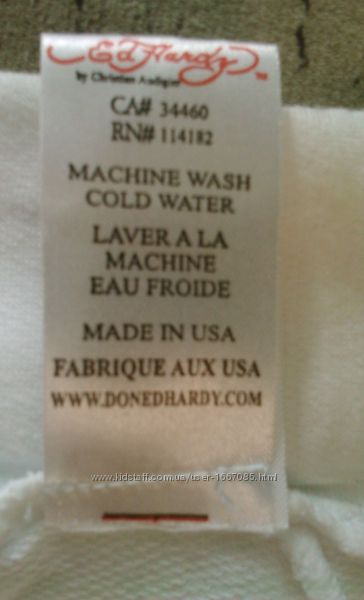 Ed Hardy™
by Christian Audigier
CA# 34460
RN# 114182
MACHINE WASH
COLD WATER
LAVER A LA
MACHINE
EAU FROIDE
MADE IN USA
FABRIQUE AUX USA
WWW.DONEDHARDY.COM
www.kidstaff.com.ua/user-1667085.html